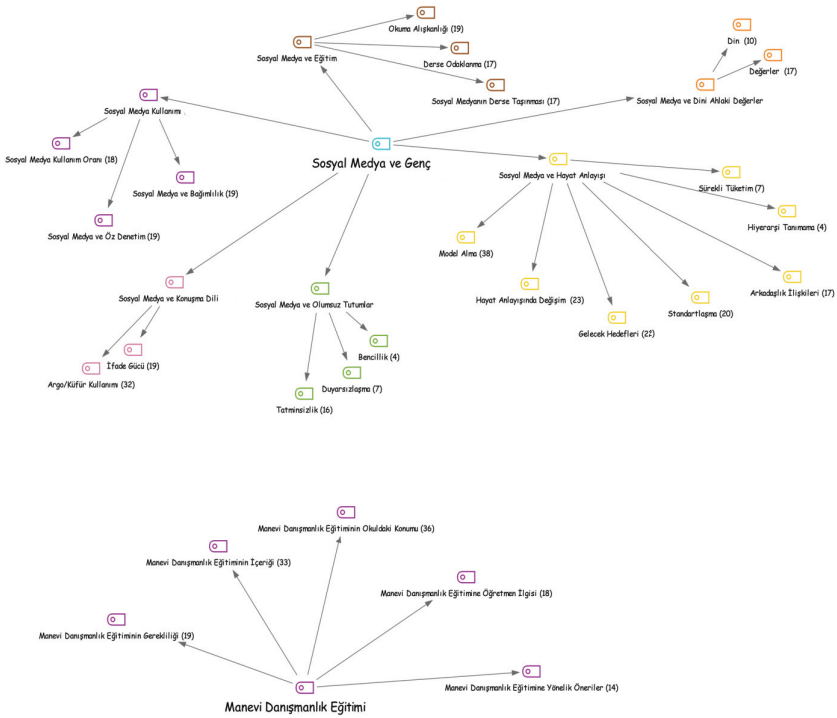 Okuma Alışkanlığı (19)
Din (10)
Sosyal Medya ve Eğitim
Derse Odaklanma (17)
Değerler (17)
Sosyal Medyanın Derse Taşınması (17)
Sosyal Medya ve Dini Ahlaki Değerler
Sosyal Medya Kullanımı
Sosyal Medya ve Genç
Sosyal Medya Kullanım Oranı (18)
Sosyal Medya ve Hayat Anlayışı
Sürekli Tüketim (7)
Sosyal Medya ve Bağımlılık (19)
Hiyerarşi Tanımama (4)
Sosyal Medya ve Öz Denetim (19)
Model Alma (38)
Arkadaşlık İlişkileri (17)
Sosyal Medya ve Konuşma Dili
Sosyal Medya ve Olumsuz Tutumlar
Hayat Anlayışında Değişim (23)
Standartlaşma (20)
Gelecek Hedefleri (22)
Bencillik (4)
İfade Gücü (19)
Argo/Küfür Kullanımı (32)
Duyarsızlaşma (7)
Tatminsizlik (16)
Manevi Danışmanlık Eğitiminin Okuldaki Konumu (36)
Manevi Danışmanlık Eğitiminin İçeriği (33)
Manevi Danışmanlık Eğitimine Öğretmen İlgisi (18)
Manevi Danışmanlık Eğitiminin Gerekliliği (19)
Manevi Danışmanlık Eğitimine Yönelik Öneriler (14)
Manevi Danışmanlık Eğitimi